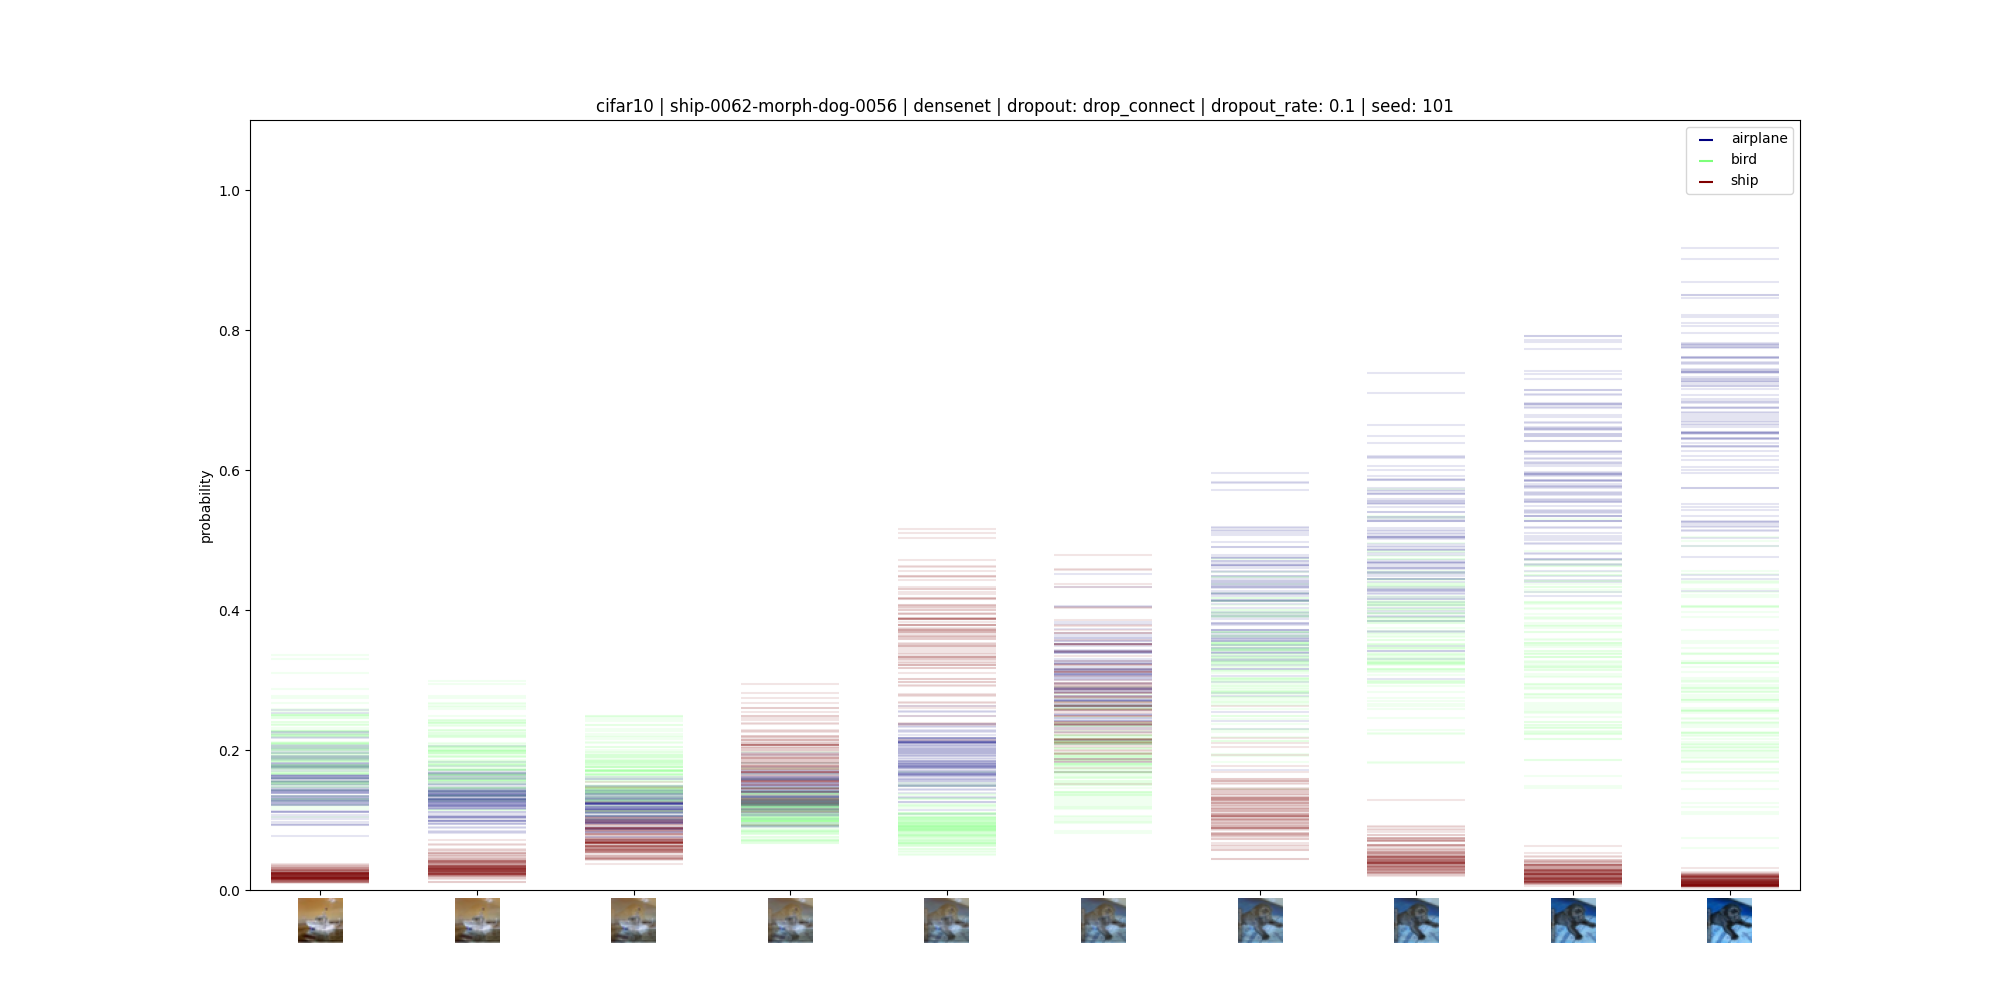 cifar10 | ship-0062-morph-dog-0056 | densenet | dropout: drop_connect | dropout_rate: 0.1 | seed: 101
airplane
bird
ship
probability
1.0
0.8
0.6
0.4
0.2
0.0